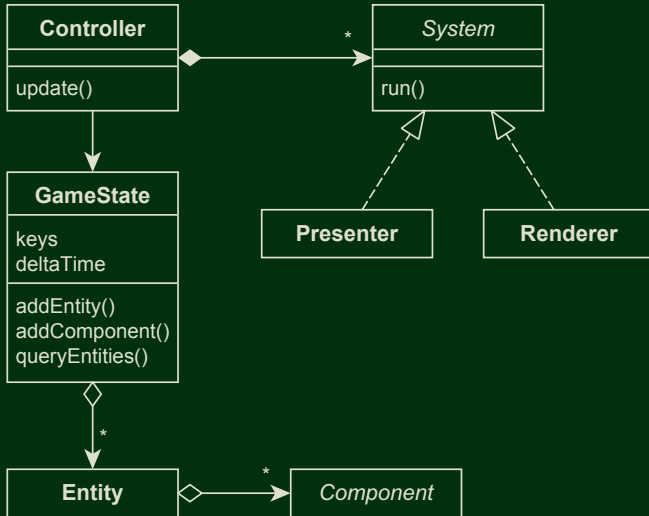 Controller
update()
*
System
run()
GameState
keys
deltaTime
addEntity()
addComponent()
queryEntities()
Presenter
Renderer
*
Entity
*
Component